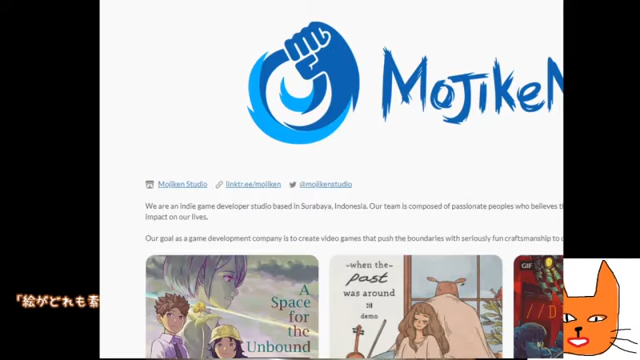 MojikeN
Mojiken Studio linktr.ee/mojiken @mojikenstudio
We are an indie game developer studio based in Surabaya, Indonesia. Our team is composed of passionate peoples who believes th
impact on our lives.
Our goal as a game development company is to create video games that push the boundaries with seriously fun craftsmanship to
A
Space
for
the
Unbound
when the
past
was around
demo
GIF
//D
『絵がどれも素